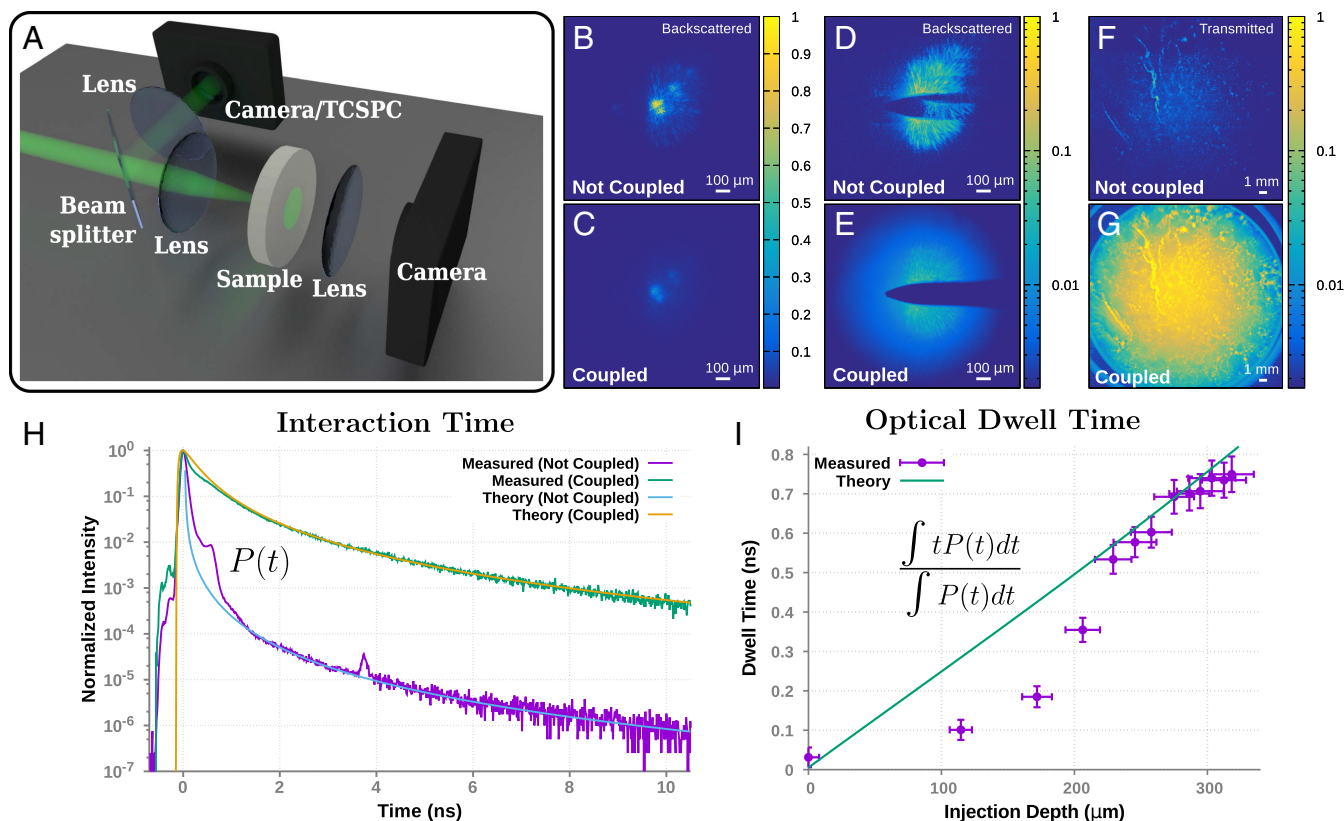 A
Lens
Camera/TCSPC
Beam
splitter
Lens
Sample
Lens
Camera
B
Backscattered
Not Coupled
100 µm
C
Coupled
100 µm
1
0.9
0.8
0.7
0.6
0.5
0.4
0.3
0.2
0.1
D
Backscattered
Not Coupled
100 µm
E
Coupled
100 µm
1
0.1
0.01
F
Transmitted
Not coupled
1 mm
G
Coupled
1 mm
1
0.1
0.01
H
Interaction Time
Measured (Not Coupled)
Measured (Coupled)
Theory (Not Coupled)
Theory (Coupled)
P(t)
Normalized Intensity
10^0
10^-1
10^-2
10^-3
10^-4
10^-5
10^-6
10^-7
0 2 4 6 8 10
Time (ns)
I
Optical Dwell Time
Measured
Theory
∫ tP(t)dt
∫ P(t)dt
Dwell Time (ns)
0.8
0.7
0.6
0.5
0.4
0.3
0.2
0.1
0
0 100 200 300
Injection Depth (µm)